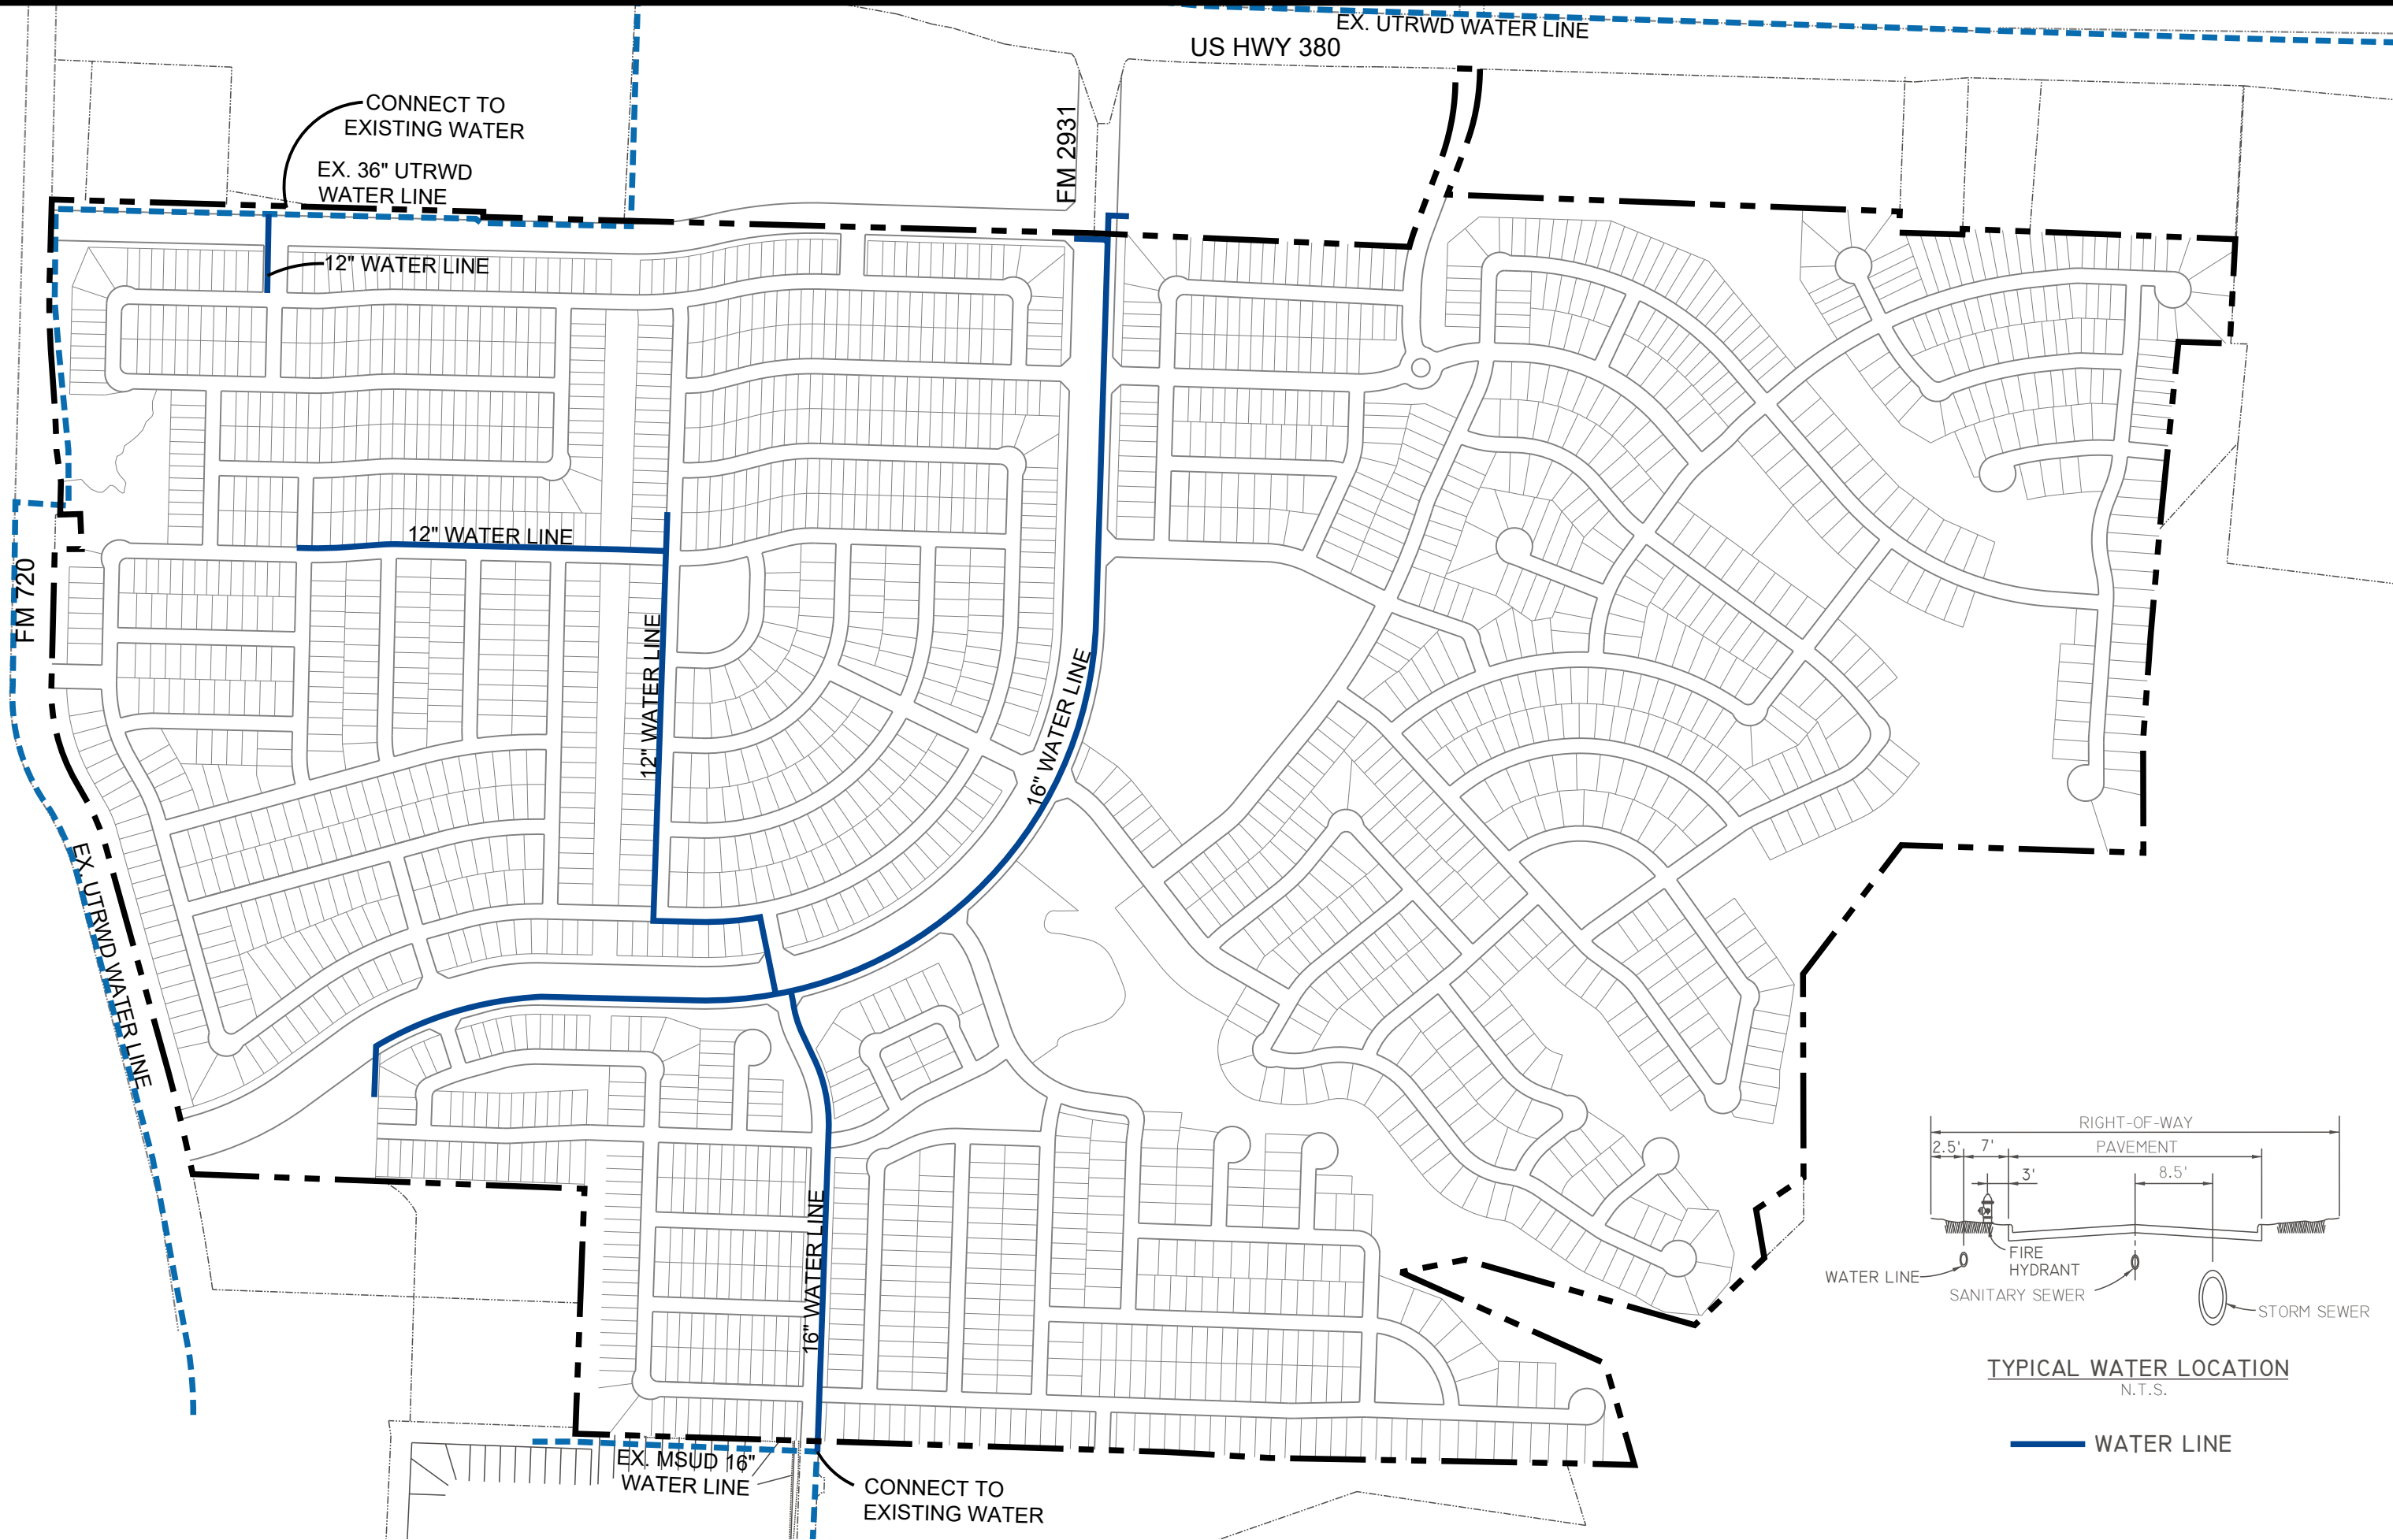 EX. UTRWD WATER LINE
US HWY 380
CONNECT TO
EXISTING WATER
FM 2931
EX. 36" UTRWD
WATER LINE
12" WATER LINE
12" WATER LINE
FM 720
12" WATER LINE
16" WATER LINE
EX. UTRWD WATER LINE
16" WATER LINE
EX. MSUD 16"
WATER LINE
CONNECT TO
EXISTING WATER
RIGHT-OF-WAY
2.5' 7' PAVEMENT
3' 8.5'
FIRE
HYDRANT
WATER LINE
SANITARY SEWER
STORM SEWER
TYPICAL WATER LOCATION
N.T.S.
WATER LINE